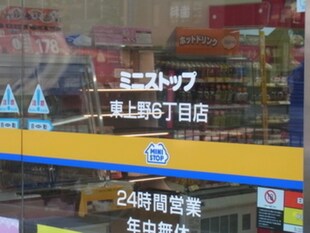 178
ホットドリンク
ミニストップ
東上野6丁目店
MINI
STOP
24時間営業
年中無休